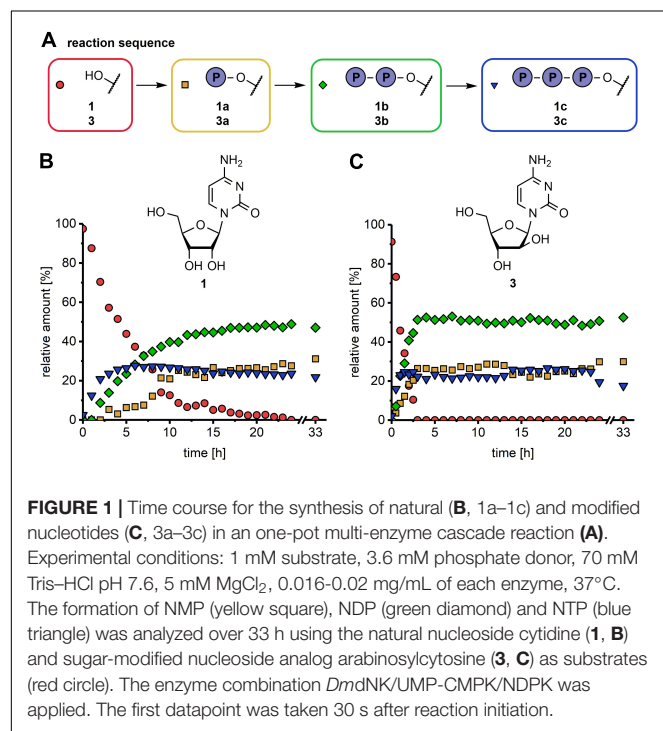 A reaction sequence
HO
P O
P P O
P P P O
1 1a 1b 1c
3 3a 3b 3c
B C
NH₂ NH₂
N N
HO N O HO N O
O O
OH
OH OH OH
1 3
relative amount [%] relative amount [%]
100 100
80 80
60 60
40 40
20 20
0 0
0 5 10 15 20 33 0 5 10 15 20 33
time [h] time [h]
FIGURE 1 | Time course for the synthesis of natural (B, 1a–1c) and modified
nucleotides (C, 3a–3c) in an one-pot multi-enzyme cascade reaction (A).
Experimental conditions: 1 mM substrate, 3.6 mM phosphate donor, 70 mM
Tris–HCl pH 7.6, 5 mM MgCl₂, 0.016-0.02 mg/mL of each enzyme, 37°C.
The formation of NMP (yellow square), NDP (green diamond) and NTP (blue
triangle) was analyzed over 33 h using the natural nucleoside cytidine (1, B)
and sugar-modified nucleoside analog arabinosylcytosine (3, C) as substrates
(red circle). The enzyme combination DmdNK/UMP-CMPK/NDPK was
applied. The first datapoint was taken 30 s after reaction initiation.